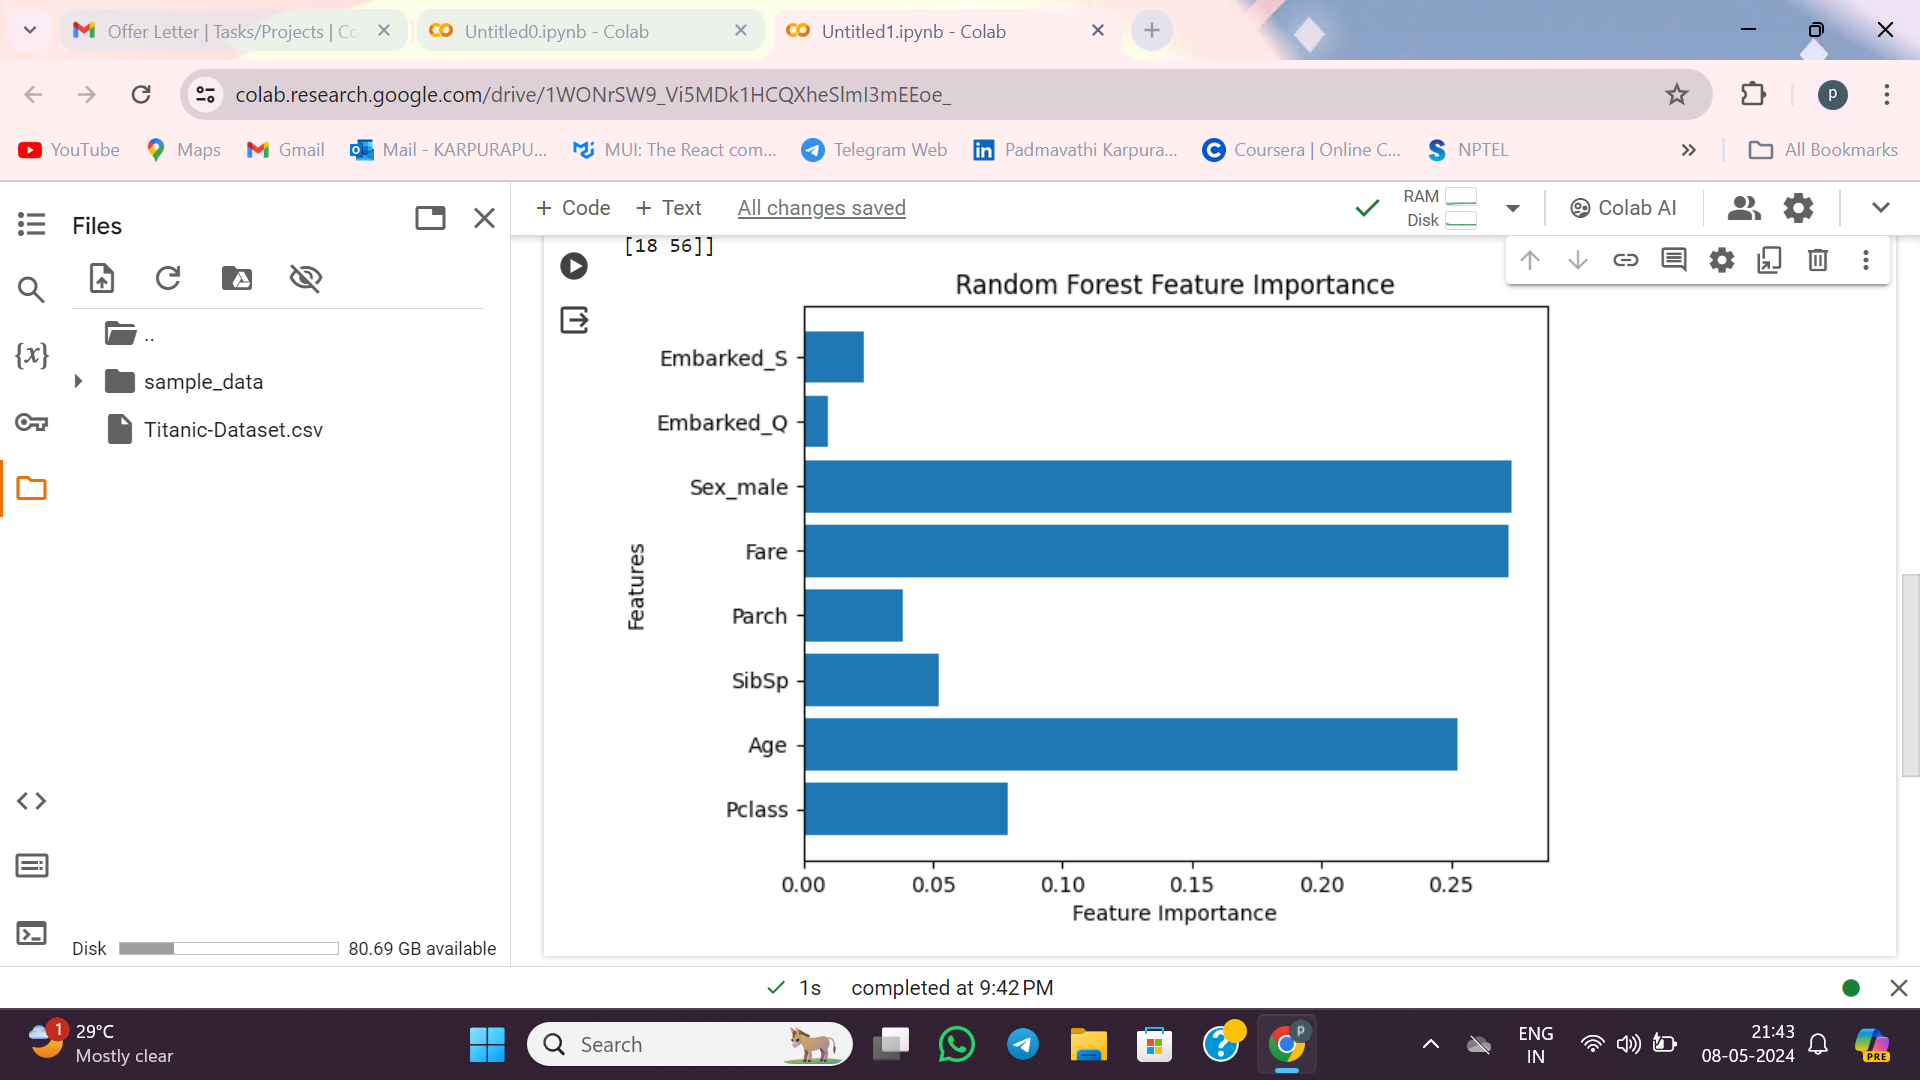 Offer Letter | Tasks/Projects | Co
Untitled0.ipynb - Colab
Untitled1.ipynb - Colab
colab.research.google.com/drive/1WONrSW9_Vi5MDk1HCQXheSlmI3mEEoe_
P
YouTube
Maps
Gmail
Mail - KARPURAPU...
MUI: The React com...
Telegram Web
Padmavathi Karpura...
Coursera | Online C...
NPTEL
All Bookmarks
Files
+ Code
+ Text
All changes saved
RAM
Disk
Colab AI
..
sample_data
Titanic-Dataset.csv
Disk
80.69 GB available
[18 56]]
Random Forest Feature Importance
Embarked_S
Embarked_Q
Sex_male
Fare
Parch
SibSp
Age
Pclass
Features
0.00 0.05 0.10 0.15 0.20 0.25
Feature Importance
1s completed at 9:42 PM
1
29°C
Mostly clear
Search
P
ENG
IN
21:43
08-05-2024
PRE